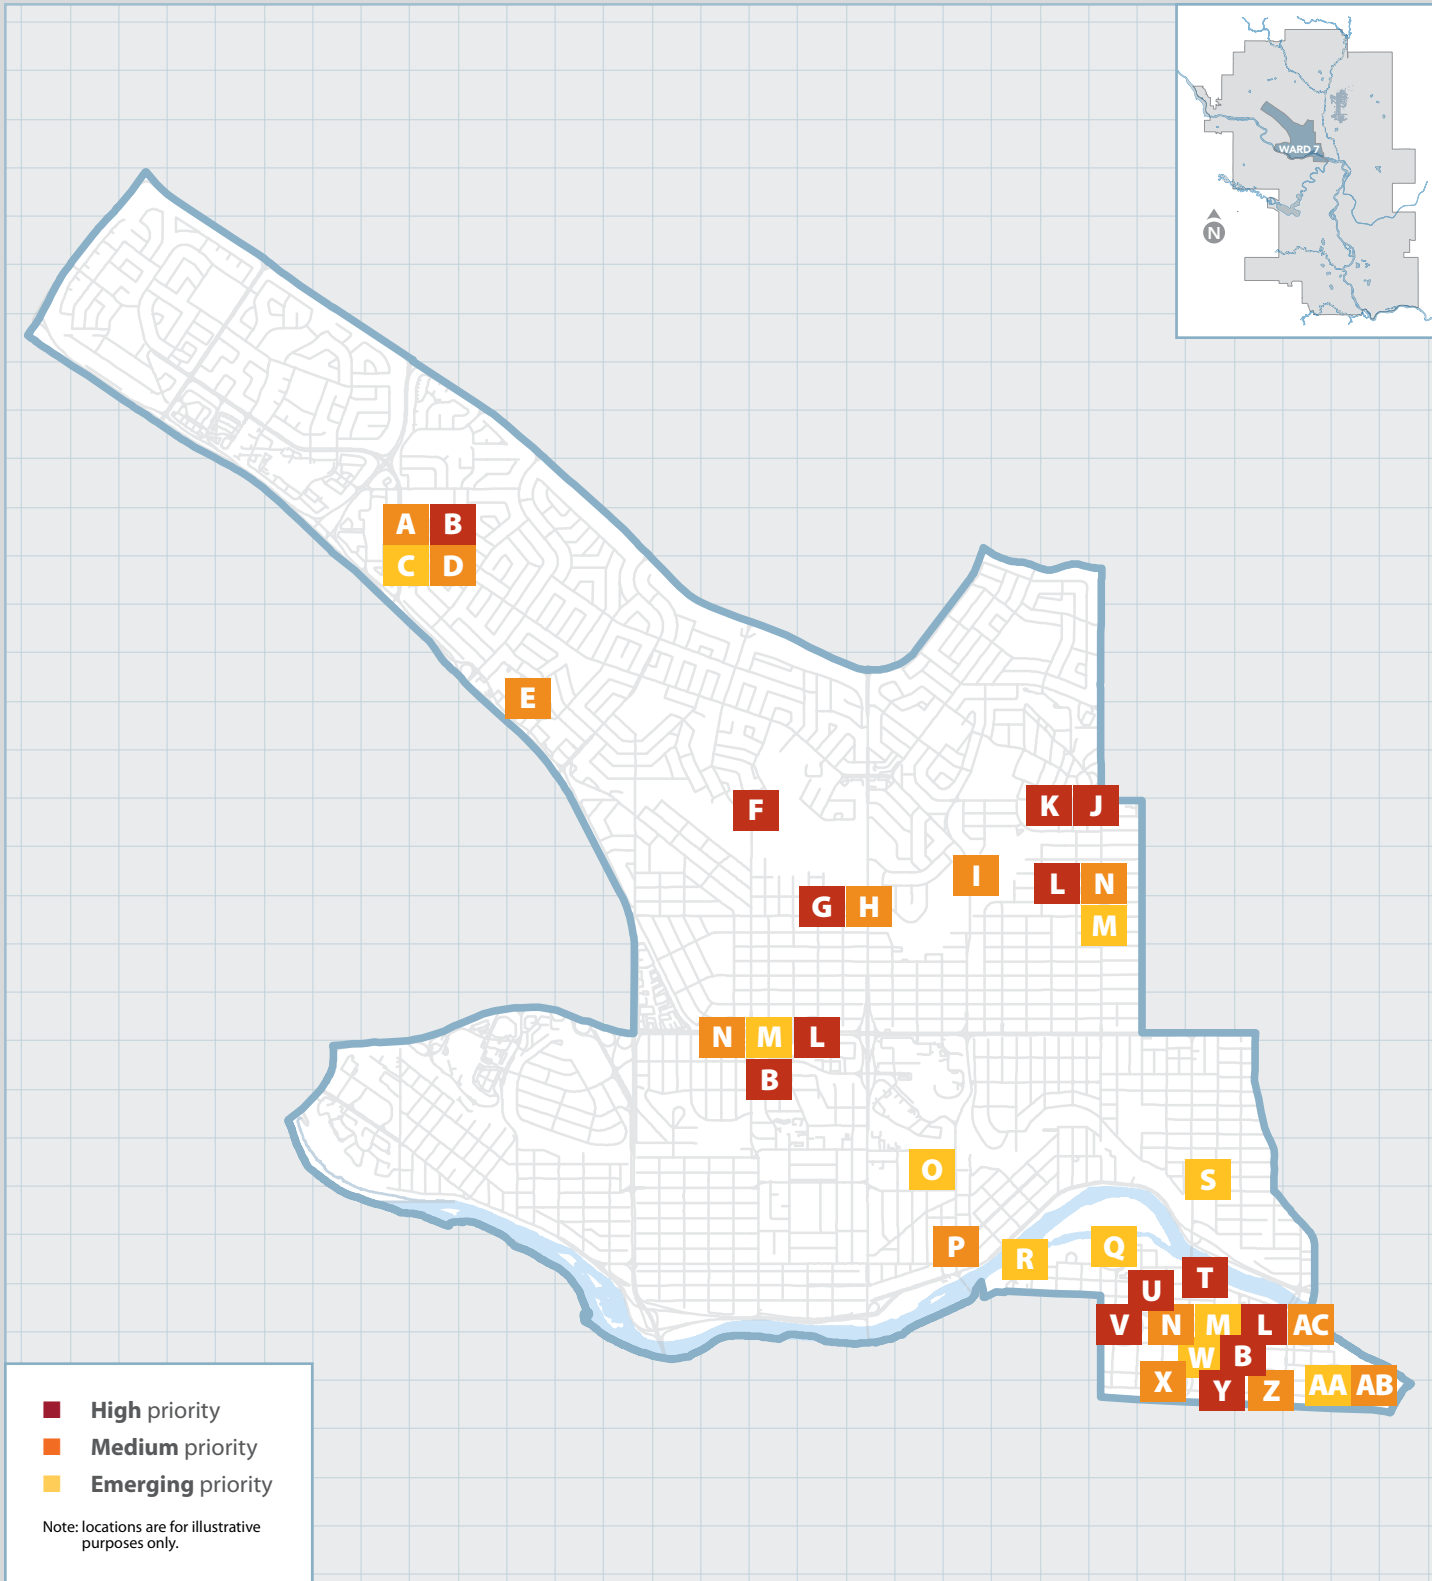 WARD 7
N
A B
C D
E
F
K J
I
L N
G H
M
N M L
B
O
S
P
R
Q
U
T
V N M L AC
W B
X
Y Z
AA AB
High priority
Medium priority
Emerging priority
Note: locations are for illustrative
purposes only.